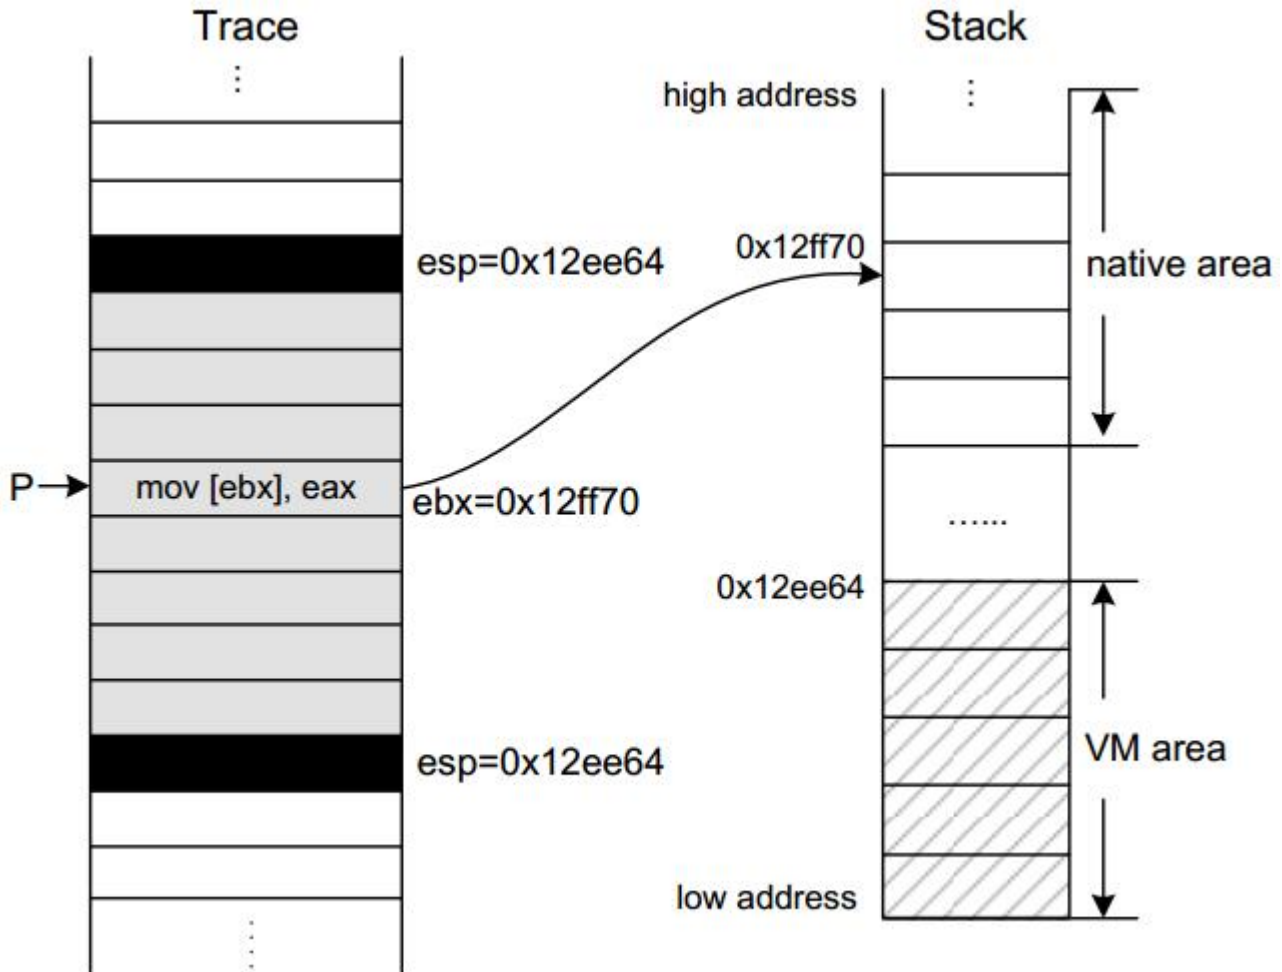 Trace
⋮
esp=0x12ee64
P
mov [ebx], eax
ebx=0x12ff70
esp=0x12ee64
⋮
Stack
high address
⋮
0x12ff70
native area
......
0x12ee64
VM area
low address